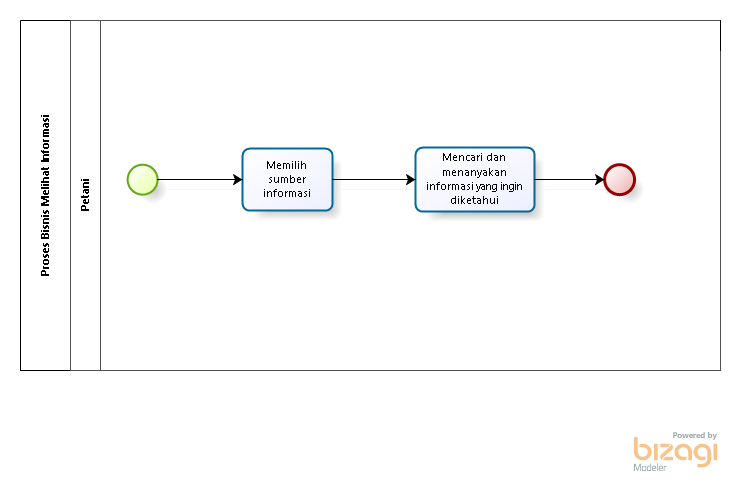 Proses Bisnis Melihat Informasi
Petani
Memilih
sumber
informasi
Mencari dan
menanyakan
informasi yang ingin
diketahui
Powered by
bizagi
Modeler